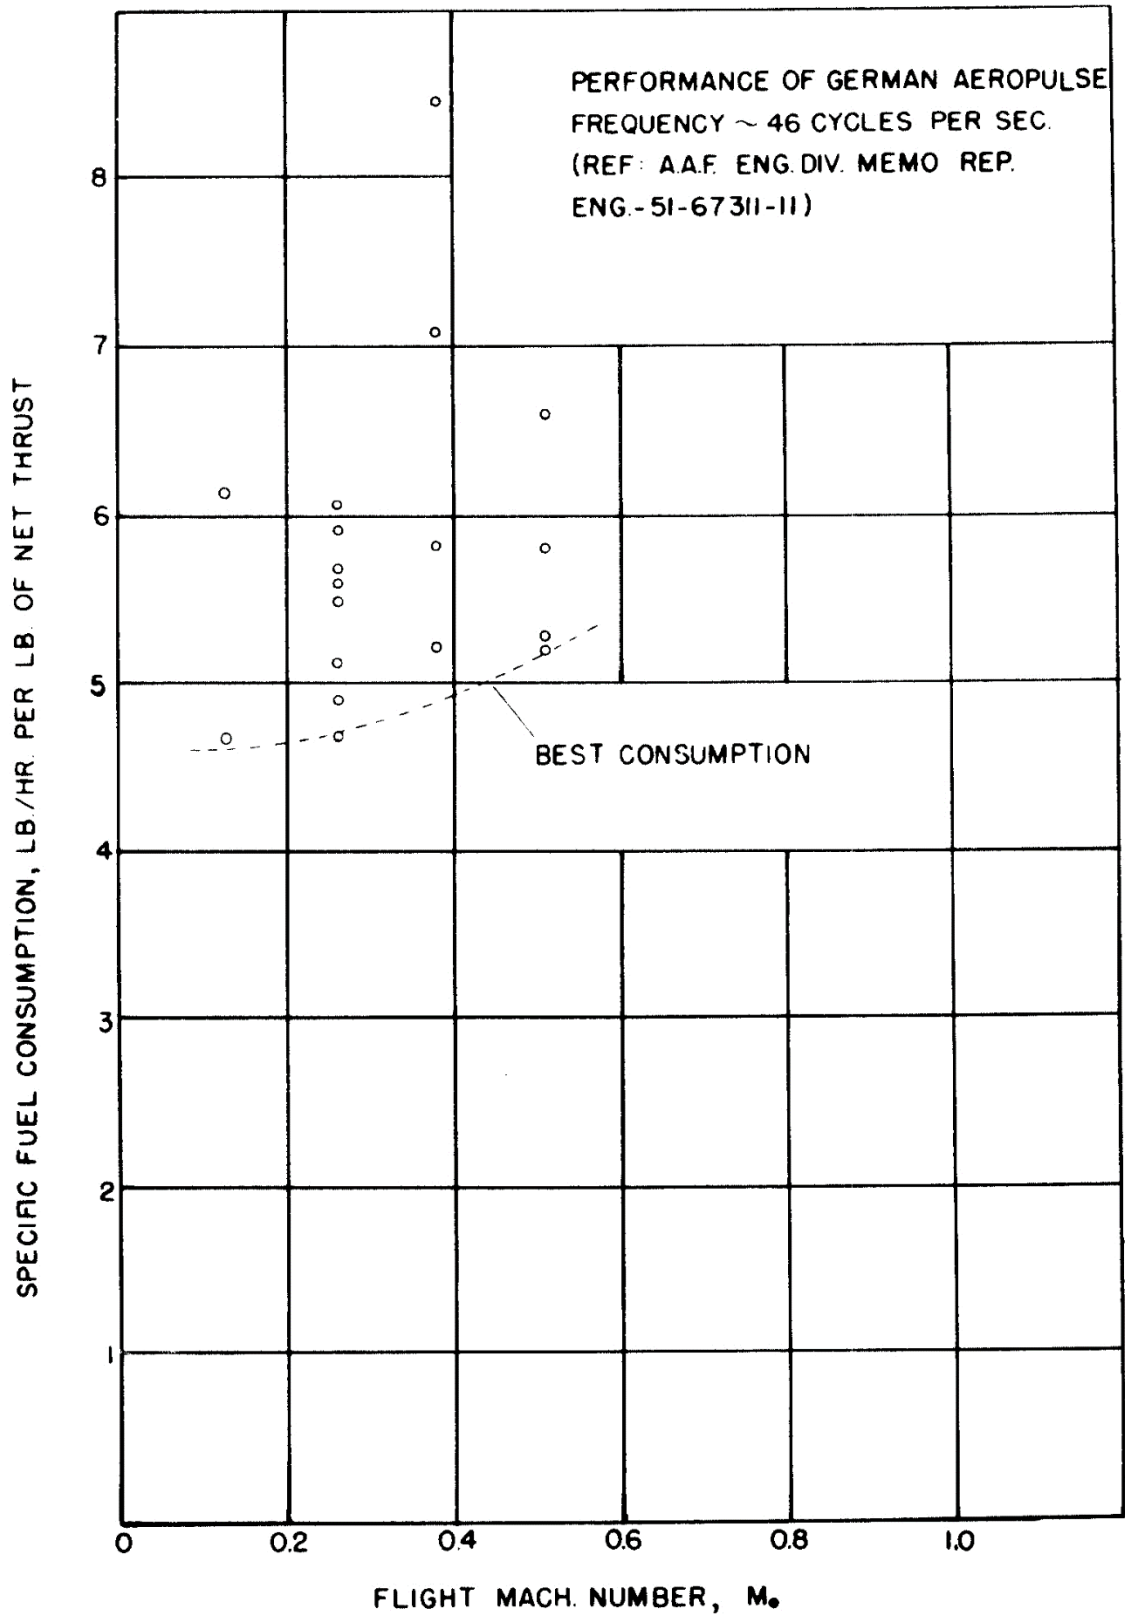 PERFORMANCE OF GERMAN AEROPULSE
FREQUENCY ~ 46 CYCLES PER SEC.
(REF: A.A.F. ENG. DIV. MEMO REP.
ENG.-51-67311-11)
8
7
6
5
4
3
2
1
SPECIFIC FUEL CONSUMPTION, LB./HR. PER LB. OF NET THRUST
BEST CONSUMPTION
0 0.2 0.4 0.6 0.8 1.0
FLIGHT MACH. NUMBER, M₀